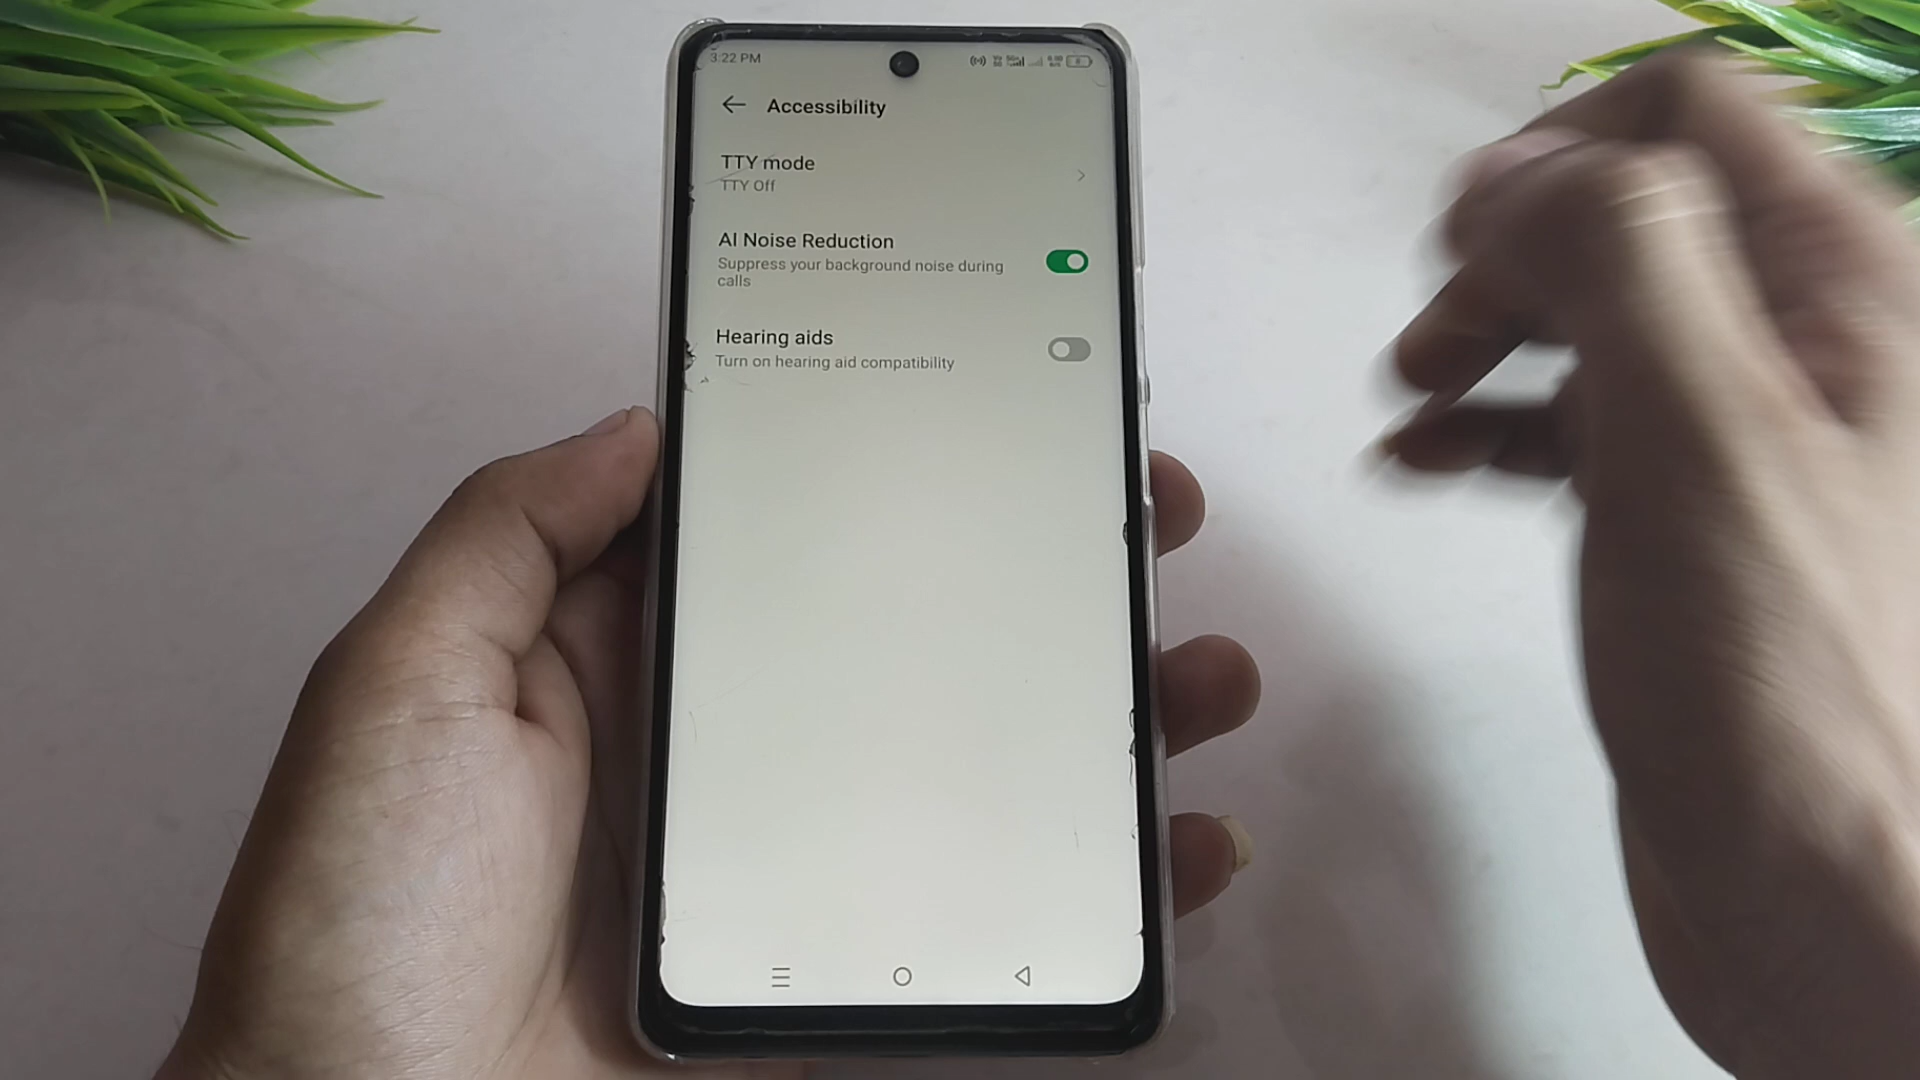 3:22 PM
Accessibility
TTY mode
TTY Off
AI Noise Reduction
Suppress your background noise during
calls
Hearing aids
Turn on hearing aid compatibility